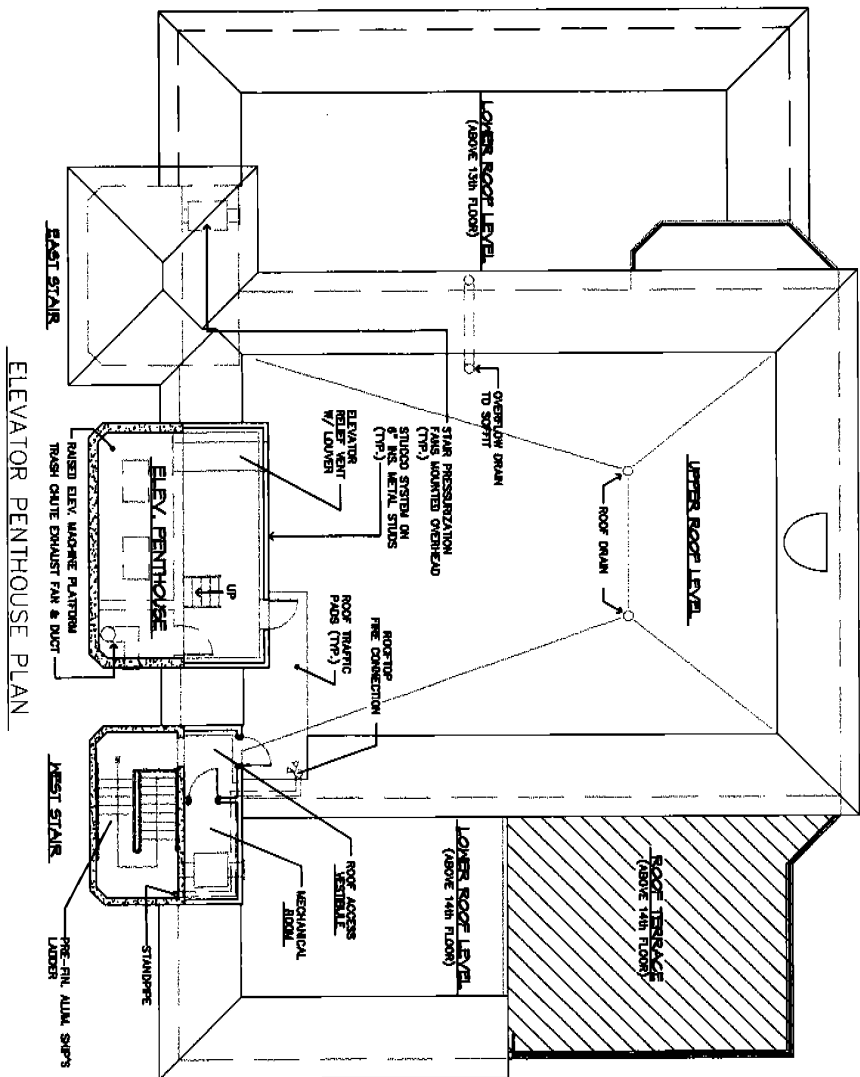 LOWER ROOF LEVEL
(ABOVE 13th FLOOR)
EAST STAIR
OVERFLOW DRAIN
TO SOFFIT
STAIR PRESSURIZATION
FANS MOUNTED OVERHEAD
(TYP.)
STUCCO SYSTEM ON
6" INS. METAL STUDS
(TYP.)
ELEVATOR
RELIEF VENT
W/ LOUVER
UPPER ROOF LEVEL
ROOF DRAIN
ELEV. PENTHOUSE
UP
RAISED ELEV. MACHINE PLATFORM
TRASH CHUTE EXHAUST FAN & DUCT
ROOF TRAFFIC
PADS (TYP.)
ROOFTOP
FIRE CONNECTION
WEST STAIR
ROOF ACCESS
VESTIBULE
MECHANICAL
ROOM
STANDPIPE
PRE-FIN. ALUM. SHIP'S
LADDER
LOWER ROOF LEVEL
(ABOVE 14th FLOOR)
ROOF TERRACE
(ABOVE 14th FLOOR)
ELEVATOR PENTHOUSE PLAN